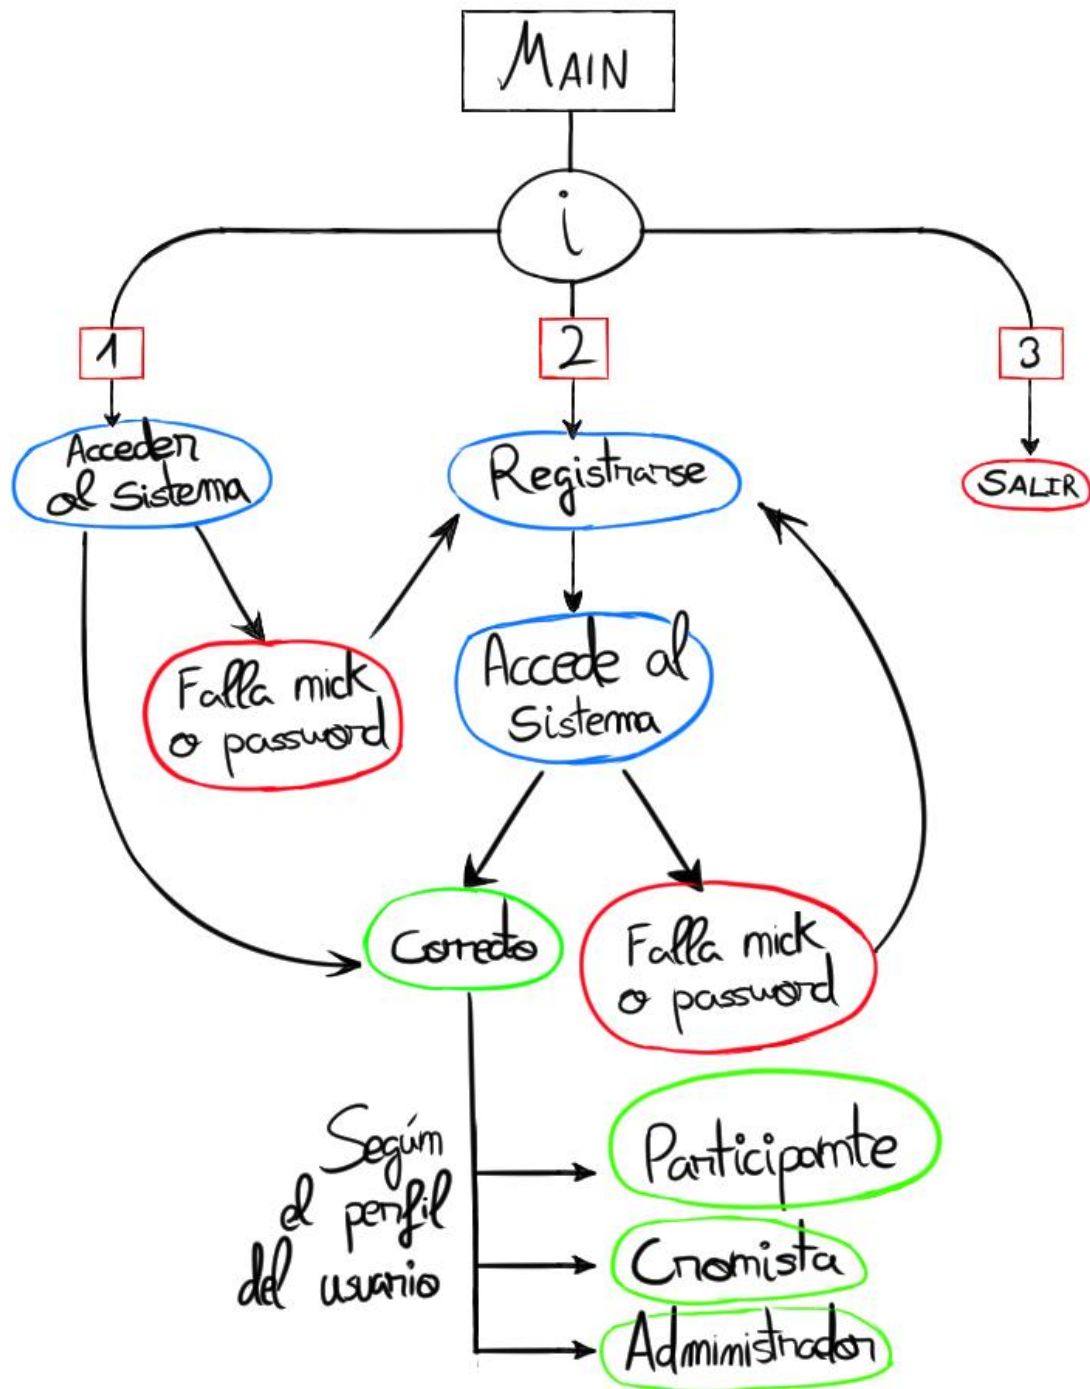 MAIN
i
1
2
3
Acceder
al Sistema
Registrarse
SALIR
Falla nick
o password
Accede al
Sistema
Correcto
Falla nick
o password
Según
el perfil
del usuario
Participante
Cronista
Administrador